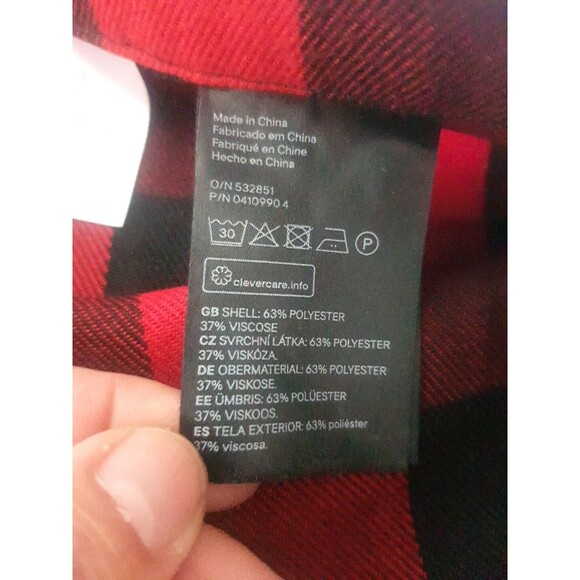 Made in China
Fabricado em China
Fabriqué en Chine
Hecho en China
O/N 532851
P/N 0410990 4
30 P
clevercare.info
GB SHELL: 63% POLYESTER
37% VISCOSE
CZ SVRCHNÍ LÁTKA: 63% POLYESTER
37% VISKÓZA.
DE OBERMATERIAL: 63% POLYESTER
37% VISKOSE.
EE ÜMBRIS: 63% POLÜESTER
37% VISKOOS.
ES TELA EXTERIOR: 63% poliéster
37% viscosa.